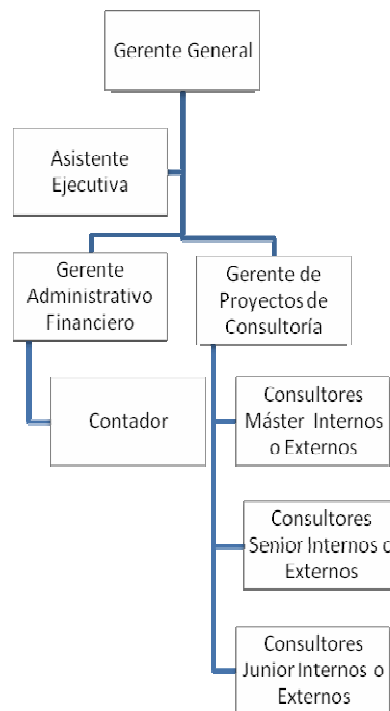 Gerente General
Asistente
Ejecutiva
Gerente
Administrativo
Financiero
Gerente de
Proyectos de
Consultoría
Contador
Consultores
Máster Internos
o Externos
Consultores
Senior Internos o
Externos
Consultores
Junior Internos o
Externos